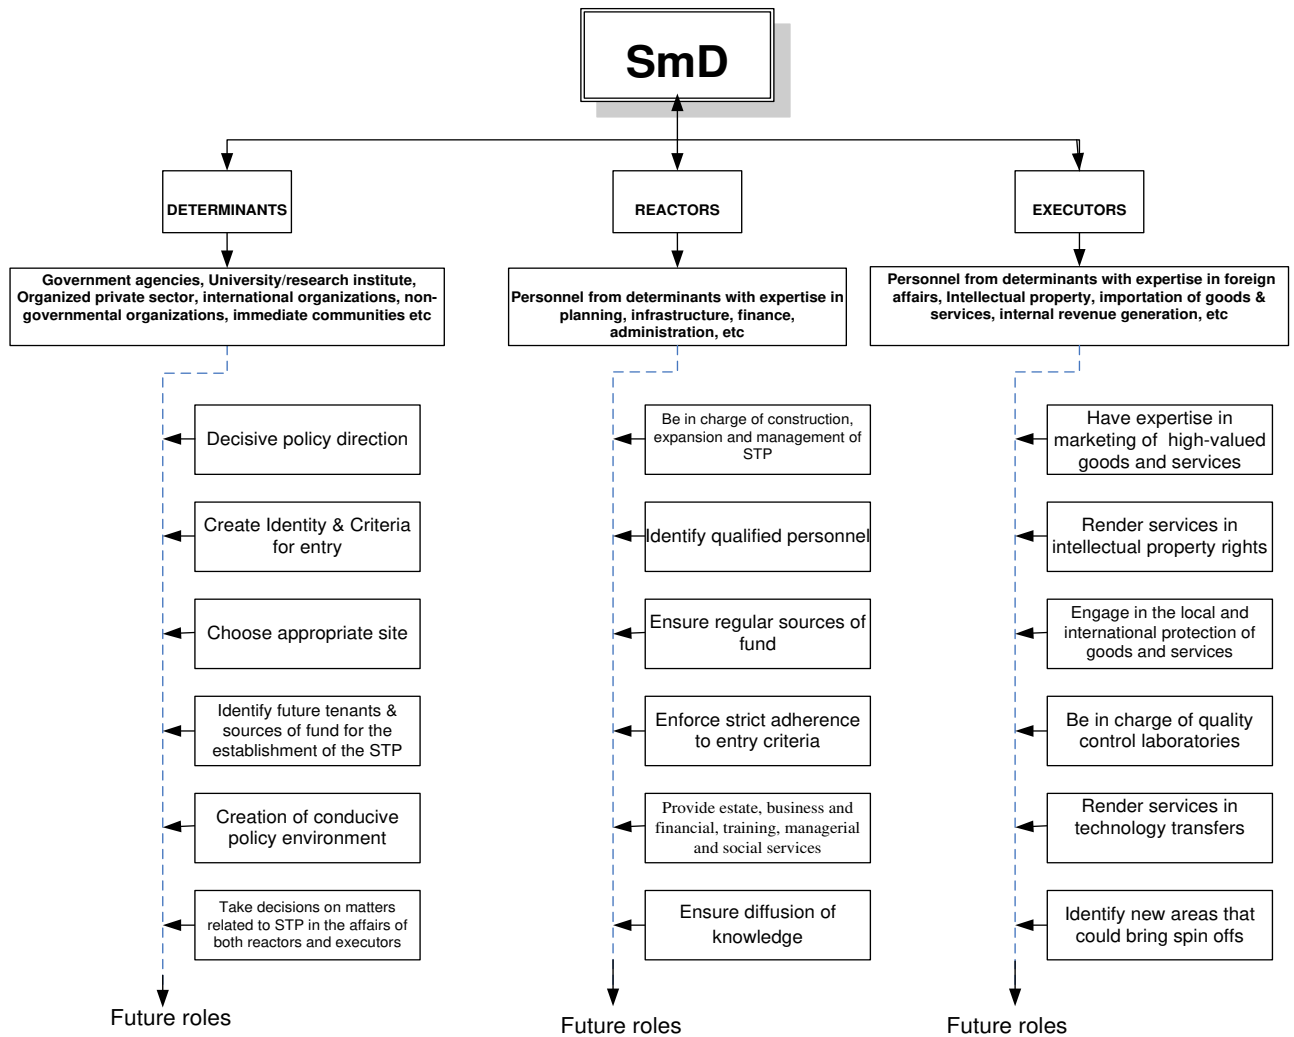 SmD
DETERMINANTS
REACTORS
EXECUTORS
Government agencies, University/research institute,
Organized private sector, international organizations, non-
governmental organizations, immediate communities etc
Personnel from determinants with expertise in
planning, infrastructure, finance,
administration, etc
Personnel from determinants with expertise in foreign
affairs, Intellectual property, importation of goods &
services, internal revenue generation, etc
Decisive policy direction
Create Identity & Criteria
for entry
Choose appropriate site
Identify future tenants &
sources of fund for the
establishment of the STP
Creation of conducive
policy environment
Take decisions on matters
related to STP in the affairs of
both reactors and executors
Future roles
Be in charge of construction,
expansion and management of
STP
Identify qualified personnel
Ensure regular sources of
fund
Enforce strict adherence
to entry criteria
Provide estate, business and
financial, training, managerial
and social services
Ensure diffusion of
knowledge
Future roles
Have expertise in
marketing of high-valued
goods and services
Render services in
intellectual property rights
Engage in the local and
international protection of
goods and services
Be in charge of quality
control laboratories
Render services in
technology transfers
Identify new areas that
could bring spin offs
Future roles